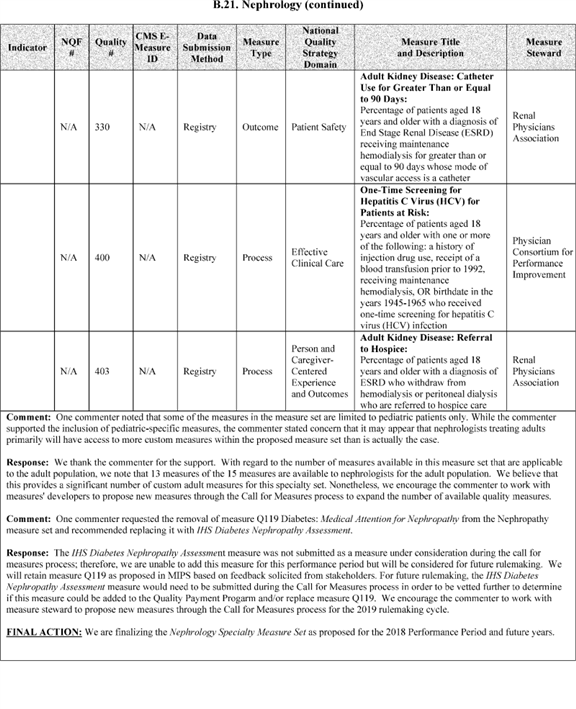 B.21. Nephrology (continued)
Indicator
NQF
#
Quality
#
CMS E-
Measure
ID
Data
Submission
Method
Measure
Type
National
Quality
Strategy
Domain
Measure Title
and Description
Measure
Steward
N/A
330
N/A
Registry
Outcome
Patient Safety
Adult Kidney Disease: Catheter
Use for Greater Than or Equal
to 90 Days:
Percentage of patients aged 18
years and older with a diagnosis of
End Stage Renal Disease (ESRD)
receiving maintenance
hemodialysis for greater than or
equal to 90 days whose mode of
vascular access is a catheter
Renal
Physicians
Association
N/A
400
N/A
Registry
Process
Effective
Clinical Care
One-Time Screening for
Hepatitis C Virus (HCV) for
Patients at Risk:
Percentage of patients aged 18
years and older with one or more
of the following: a history of
injection drug use, receipt of a
blood transfusion prior to 1992,
receiving maintenance
hemodialysis, OR birthdate in the
years 1945-1965 who received
one-time screening for hepatitis C
virus (HCV) infection
Physician
Consortium for
Performance
Improvement
N/A
403
N/A
Registry
Process
Person and
Caregiver-
Centered
Experience
and Outcomes
Adult Kidney Disease: Referral
to Hospice:
Percentage of patients aged 18
years and older with a diagnosis of
ESRD who withdraw from
hemodialysis or peritoneal dialysis
who are referred to hospice care
Renal
Physicians
Association
Comment: One commenter noted that some of the measures in the measure set are limited to pediatric patients only. While the commenter
supported the inclusion of pediatric-specific measures, the commenter stated concern that it may appear that nephrologists treating adults
primarily will have access to more custom measures within the proposed measure set than is actually the case.
Response: We thank the commenter for the support. With regard to the number of measures available in this measure set that are applicable
to the adult population, we note that 13 measures of the 15 measures are available to nephrologists for the adult population. We believe that
this provides a significant number of custom adult measures for this specialty set. Nonetheless, we encourage the commenter to work with
measures' developers to propose new measures through the Call for Measures process to expand the number of available quality measures.
Comment: One commenter requested the removal of measure Q119 Diabetes: Medical Attention for Nephropathy from the Nephropathy
measure set and recommended replacing it with IHS Diabetes Nephropathy Assessment.
Response: The IHS Diabetes Nephropathy Assessment measure was not submitted as a measure under consideration during the call for
measures process; therefore, we are unable to add this measure for this performance period but will be considered for future rulemaking. We
will retain measure Q119 as proposed in MIPS based on feedback solicited from stakeholders. For future rulemaking, the IHS Diabetes
Nephropathy Assessment measure would need to be submitted during the Call for Measures process in order to be vetted further to determine
if this measure could be added to the Quality Payment Progarm and/or replace measure Q119. We encourage the commenter to work with
measure steward to propose new measures through the Call for Measures process for the 2019 rulemaking cycle.
FINAL ACTION: We are finalizing the Nephrology Specialty Measure Set as proposed for the 2018 Performance Period and future years.